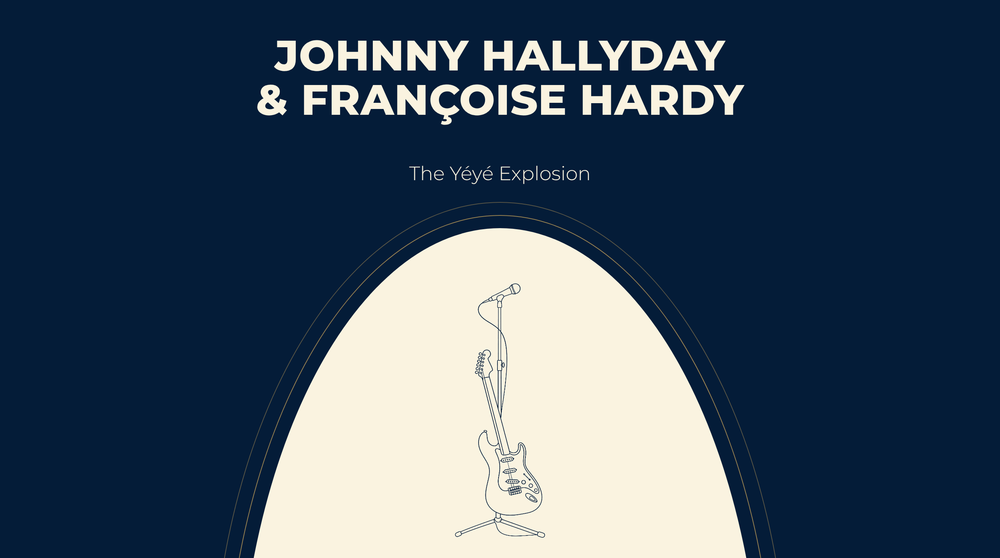 JOHNNY HALLYDAY
& FRANÇOISE HARDY
The Yéyé Explosion